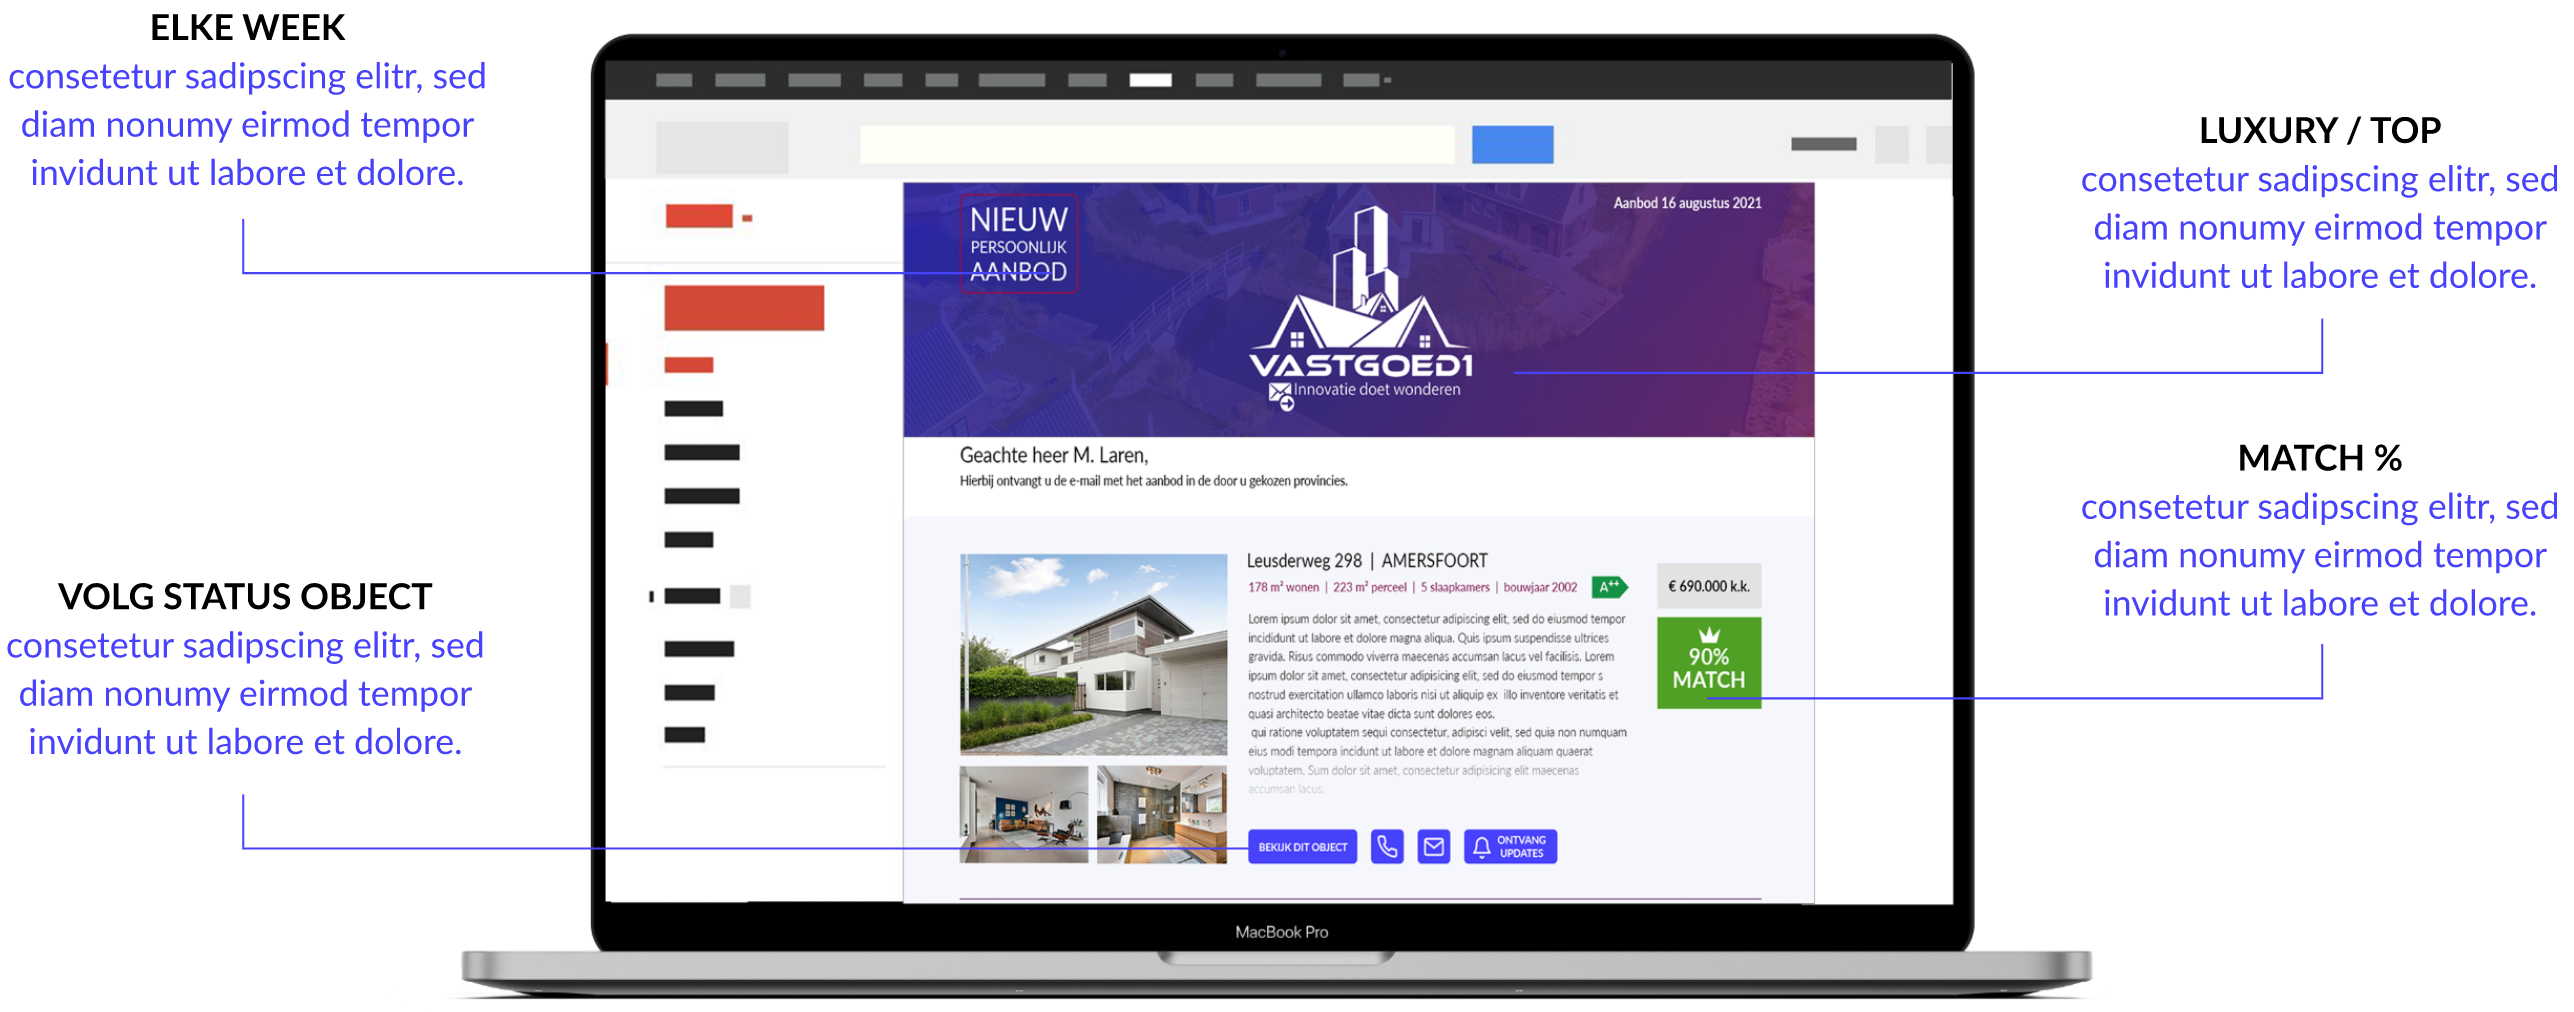 ELKE WEEK
consetetur sadipscing elitr, sed
diam nonumy eirmod tempor
invidunt ut labore et dolore.
VOLG STATUS OBJECT
consetetur sadipscing elitr, sed
diam nonumy eirmod tempor
invidunt ut labore et dolore.
NIEUW
PERSOONLIJK
AANBOD
Aanbod 16 augustus 2021
VASTGOED1
Innovatie doet wonderen
Geachte heer M. Laren,
Hierbij ontvangt u de e-mail met het aanbod in de door u gekozen provincies.
Leusderweg 298 | AMERSFOORT
178 m² wonen | 223 m² perceel | 5 slaapkamers | bouwjaar 2002
A++
Lorem ipsum dolor sit amet, consectetur adipiscing elit, sed do eiusmod tempor
incididunt ut labore et dolore magna aliqua. Quis ipsum suspendisse ultrices
gravida. Risus commodo viverra maecenas accumsan lacus vel facilisis. Lorem
ipsum dolor sit amet, consectetur adipisicing elit, sed do eiusmod tempor s
nostrud exercitation ullamco laboris nisi ut aliquip ex illo inventore veritatis et
quasi architecto beatae vitae dicta sunt dolores eos.
qui ratione voluptatem sequi consectetur, adipisci velit, sed quia non numquam
eius modi tempora incidunt ut labore et dolore magnam aliquam quaerat
voluptatem. Sum dolor sit amet, consectetur adipisicing elit maecenas
accumsan lacus.
€ 690.000 k.k.
90%
MATCH
BEKIJK DIT OBJECT
ONTVANG
UPDATES
MacBook Pro
LUXURY / TOP
consetetur sadipscing elitr, sed
diam nonumy eirmod tempor
invidunt ut labore et dolore.
MATCH %
consetetur sadipscing elitr, sed
diam nonumy eirmod tempor
invidunt ut labore et dolore.